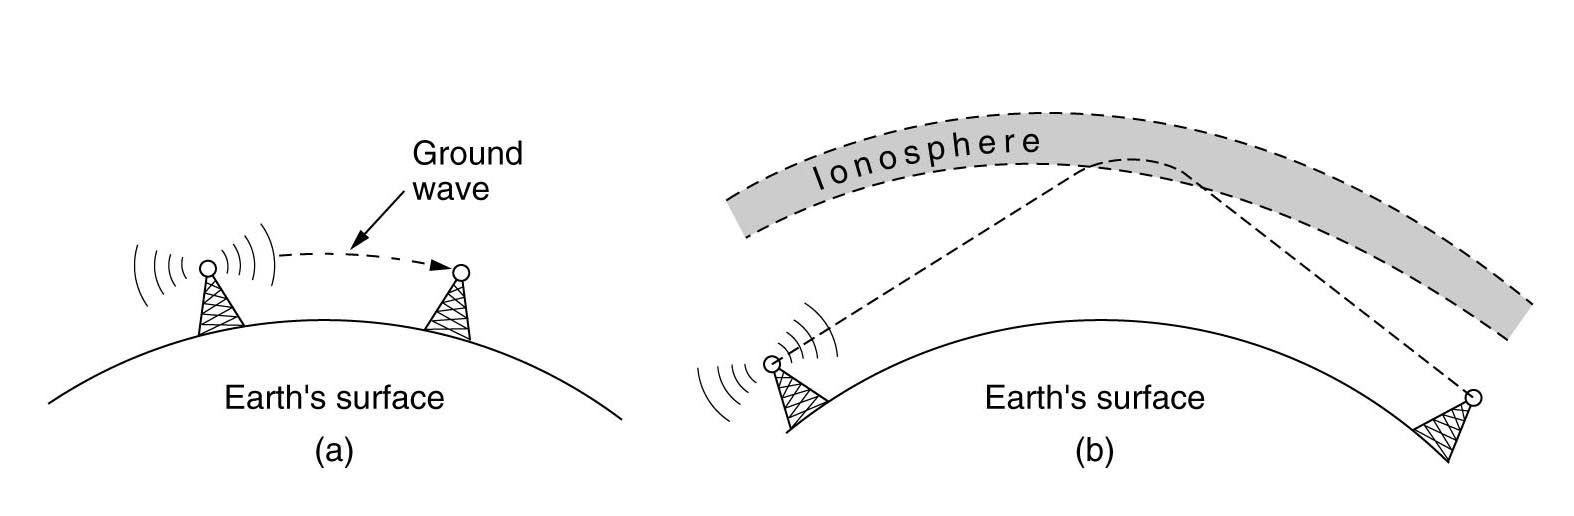 Ground
wave
Earth's surface
(a)
Ionosphere
Earth's surface
(b)